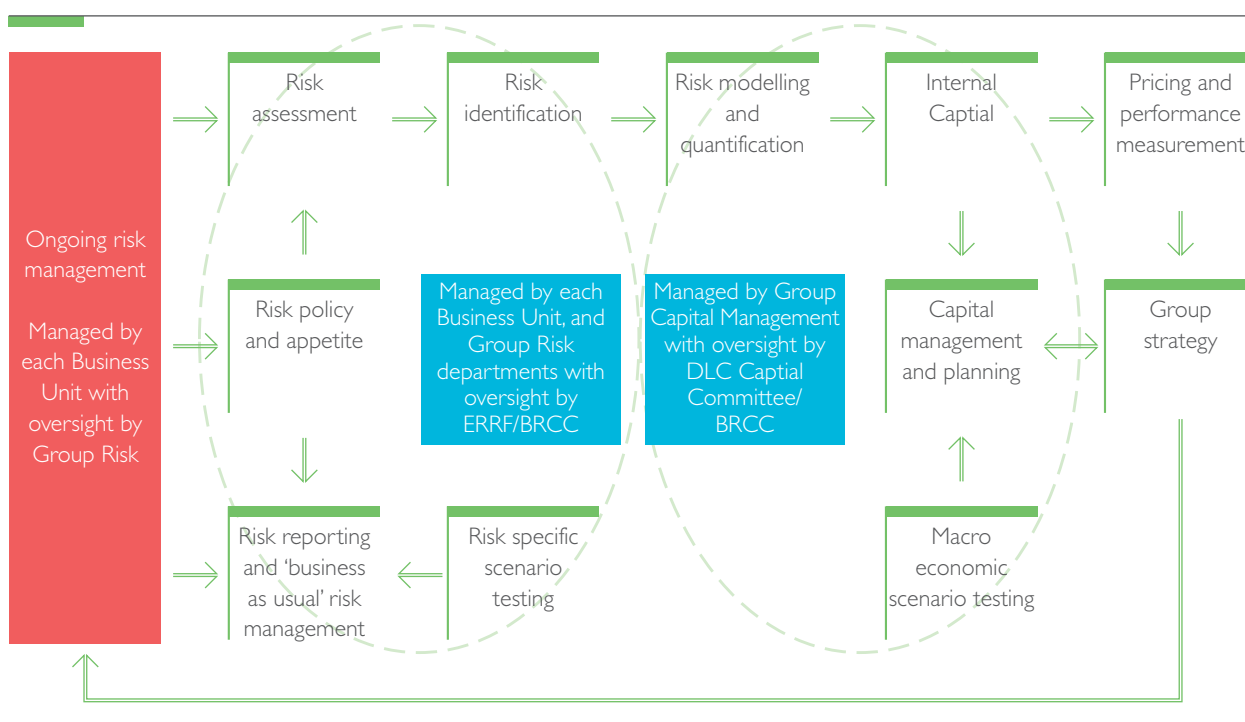 Ongoing risk
management
Managed by
each Business
Unit with
oversight by
Group Risk
Risk
assessment
Risk
identification
Risk modelling
and
quantification
Internal
Captial
Pricing and
performance
measurement
Risk policy
and appetite
Managed by each
Business Unit, and
Group Risk
departments with
oversight by
ERRF/BRCC
Managed by Group
Capital Management
with oversight by
DLC Captial
Committee/
BRCC
Capital
management
and planning
Group
strategy
Risk reporting
and ‘business
as usual’ risk
management
Risk specific
scenario
testing
Macro
economic
scenario testing